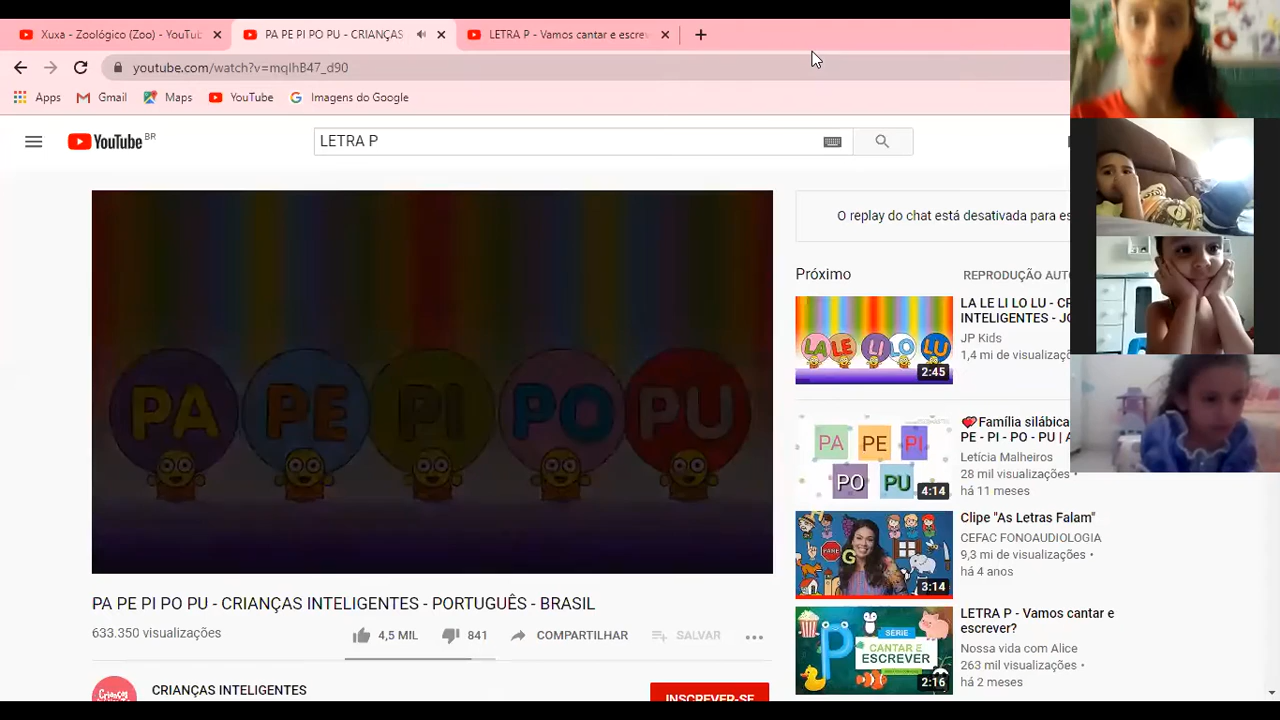 Xuxa - Zoológico (Zoo) - YouTub
PA PE PI PO PU - CRIANÇAS
LETRA P - Vamos cantar e escrev
youtube.com/watch?v=mqlhB47_d90
Apps
Gmail
Maps
YouTube
Imagens do Google
YouTube BR
LETRA P
PA PE PI PO PU
PA PE PI PO PU - CRIANÇAS INTELIGENTES - PORTUGUÊS - BRASIL
633.350 visualizações
4,5 MIL
841
COMPARTILHAR
SALVAR
Crianças
CRIANÇAS INTELIGENTES
INSCREVER-SE
O replay do chat está desativada para es
Próximo
REPRODUÇÃO AUTO
LA LE LI LO LU
2:45
LA LE LI LO LU - CR
INTELIGENTES - JO
JP Kids
1,4 mi de visualizaçõ
PA PE PI
PO PU
4:14
Família silábica
PE - PI - PO - PU | A
Letícia Malheiros
28 mil visualizações •
há 11 meses
PARE
G
3:14
Clipe "As Letras Falam"
CEFAC FONOAUDIOLOGIA
9,3 mi de visualizações •
há 4 anos
P
SÉRIE
CANTAR E
ESCREVER
2:16
LETRA P - Vamos cantar e
escrever?
Nossa vida com Alice
263 mil visualizações •
há 2 meses